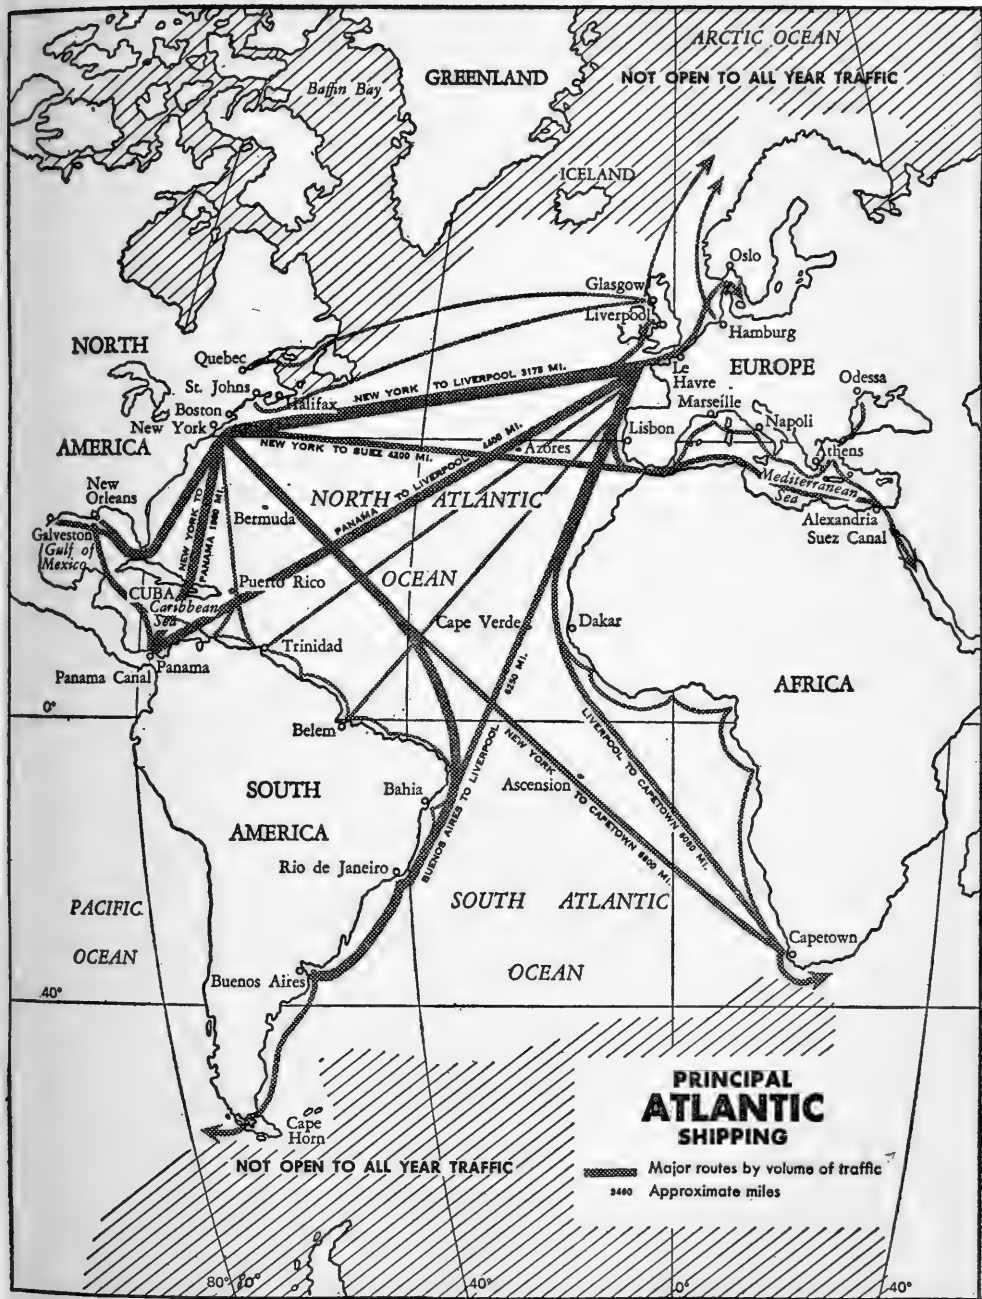 ARCTIC OCEAN
NOT OPEN TO ALL YEAR TRAFFIC
GREENLAND
Baffin Bay
ICELAND
Oslo
Glasgow
Liverpool
Hamburg
NORTH
AMERICA
Quebec
St. Johns
Halifax
Boston
New York
NEW YORK TO LIVERPOOL 3175 MI.
Le
Havre
EUROPE
Odessa
Marseille
Napoli
Lisbon
Athens
NEW YORK TO SUEZ 4200 MI.
Azores
Mediterranean
Sea
Alexandria
Suez Canal
New
Orleans
Galveston
Gulf of
Mexico
NEW YORK TO
PANAMA
MI.
Bermuda
PANAMA TO LIVERPOOL 4400 MI.
NORTH ATLANTIC
OCEAN
CUBA
Caribbean
Sea
Puerto Rico
Cape Verde
Dakar
Trinidad
Panama
Panama Canal
AFRICA
0°
Belem
SOUTH
AMERICA
Bahia
BUENOS AIRES TO LIVERPOOL 6250 MI.
Ascension
NEW YORK TO CAPETOWN 6800 MI.
LIVERPOOL TO CAPETOWN
MI.
Rio de Janeiro
PACIFIC
OCEAN
SOUTH ATLANTIC
OCEAN
Capetown
Buenos Aires
40°
Cape
Horn
NOT OPEN TO ALL YEAR TRAFFIC
PRINCIPAL
ATLANTIC
SHIPPING
Major routes by volume of traffic
Approximate miles
80°
40°
0°
40°